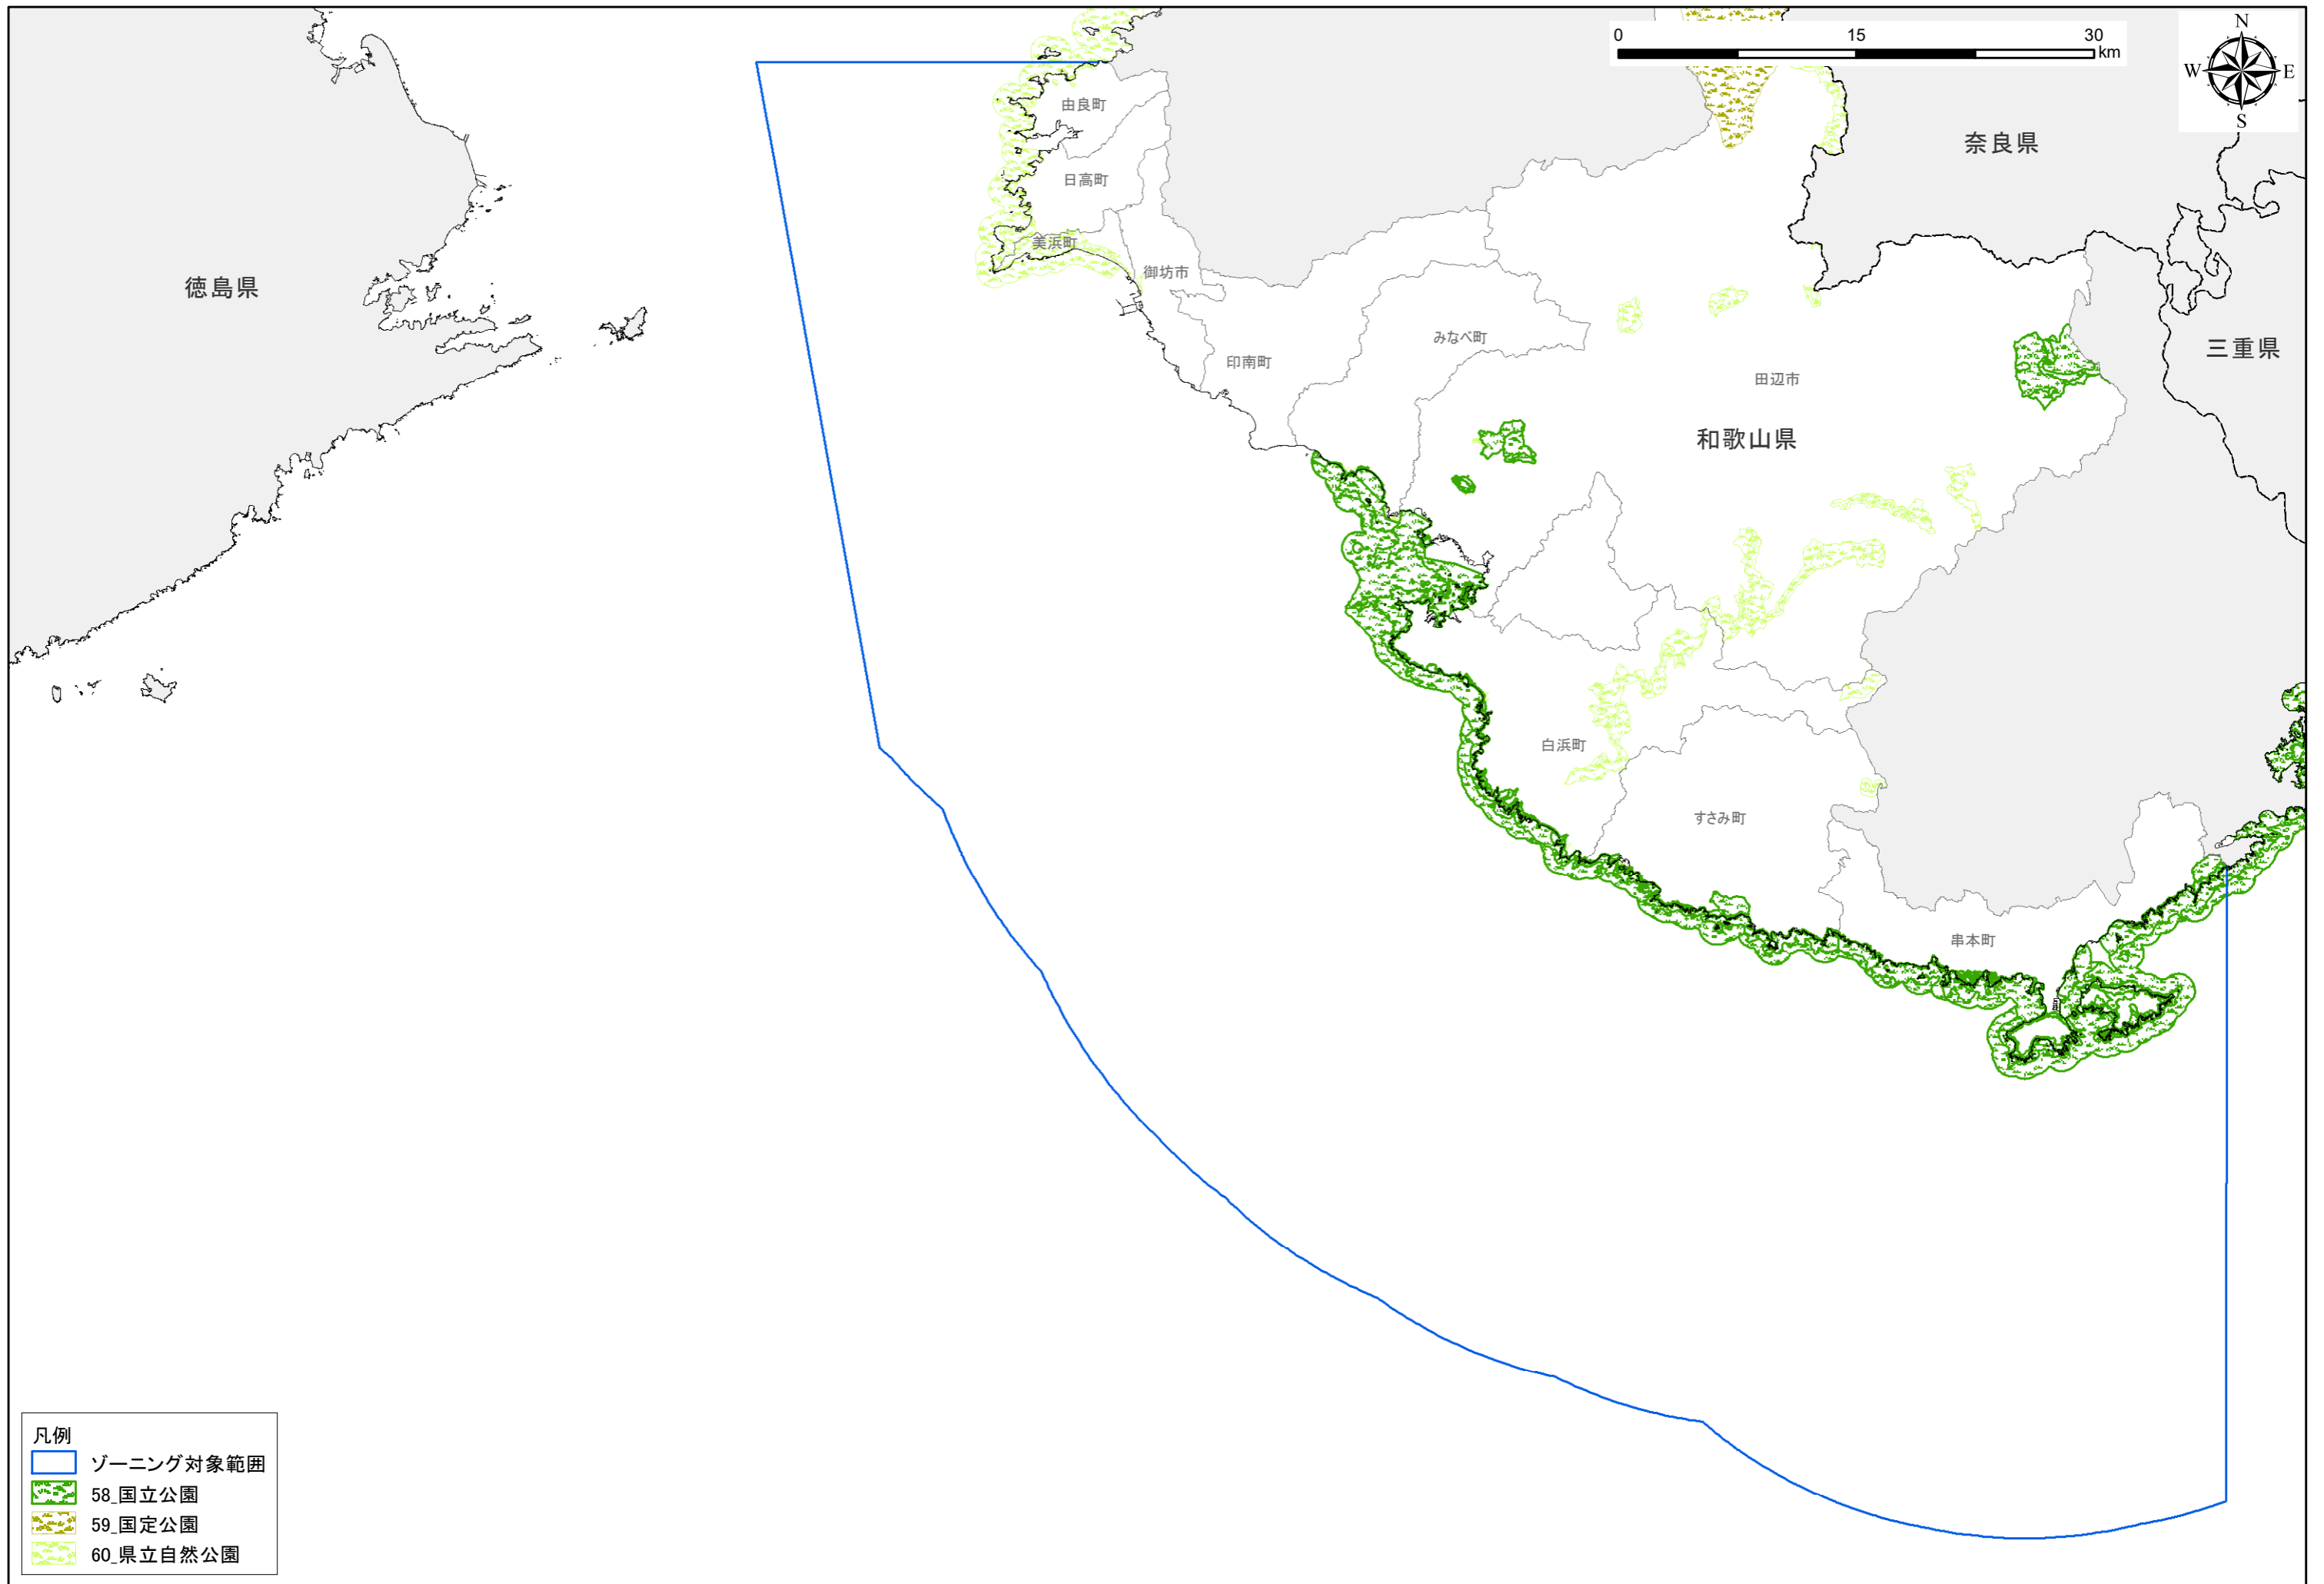 0 15 30
km
N
W E
S
由良町
奈良県
日高町
美浜町
御坊市
徳島県
みなべ町
三重県
印南町
田辺市
和歌山県
白浜町
すさみ町
串本町
凡例
ゾーニング対象範囲
58_国立公園
59_国定公園
60_県立自然公園